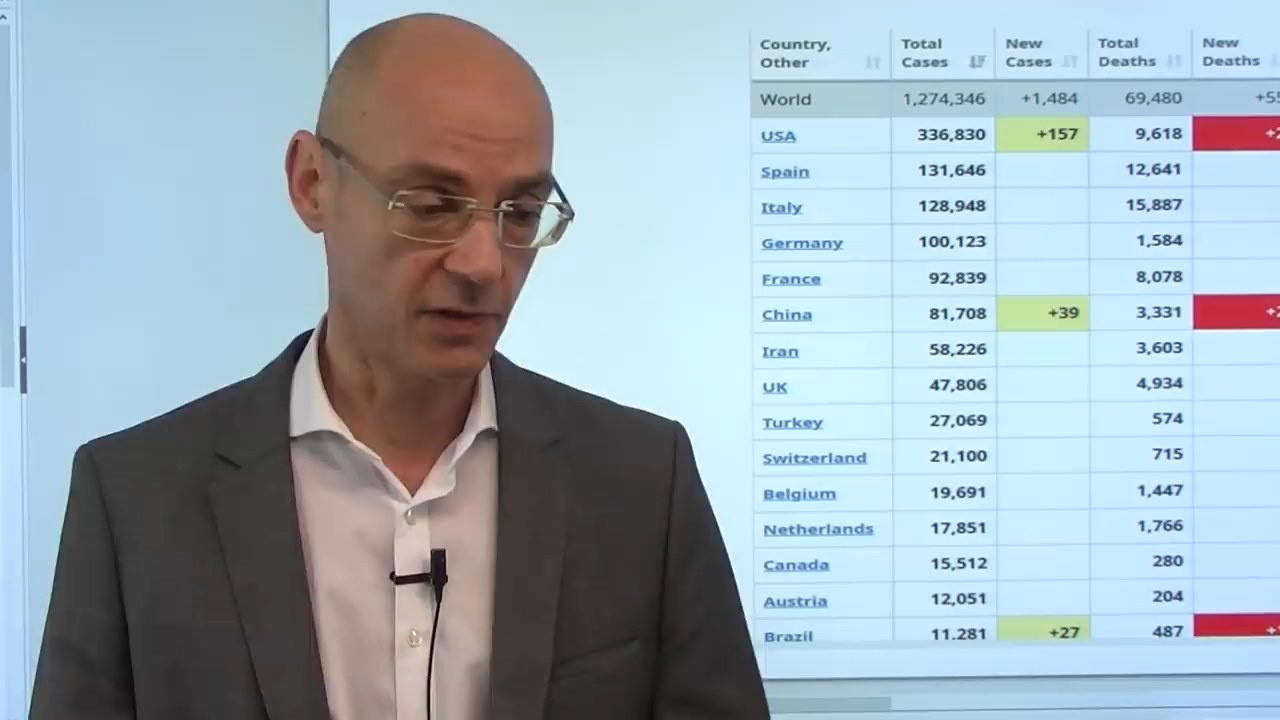 Country, Other Total Cases New Cases Total Deaths New Deaths
World 1,274,346 +1,484 69,480
USA 336,830 +157 9,618
Spain 131,646 12,641
Italy 128,948 15,887
Germany 100,123 1,584
France 92,839 8,078
China 81,708 +39 3,331
Iran 58,226 3,603
UK 47,806 4,934
Turkey 27,069 574
Switzerland 21,100 715
Belgium 19,691 1,447
Netherlands 17,851 1,766
Canada 15,512 280
Austria 12,051 204
Brazil 11,281 +27 487